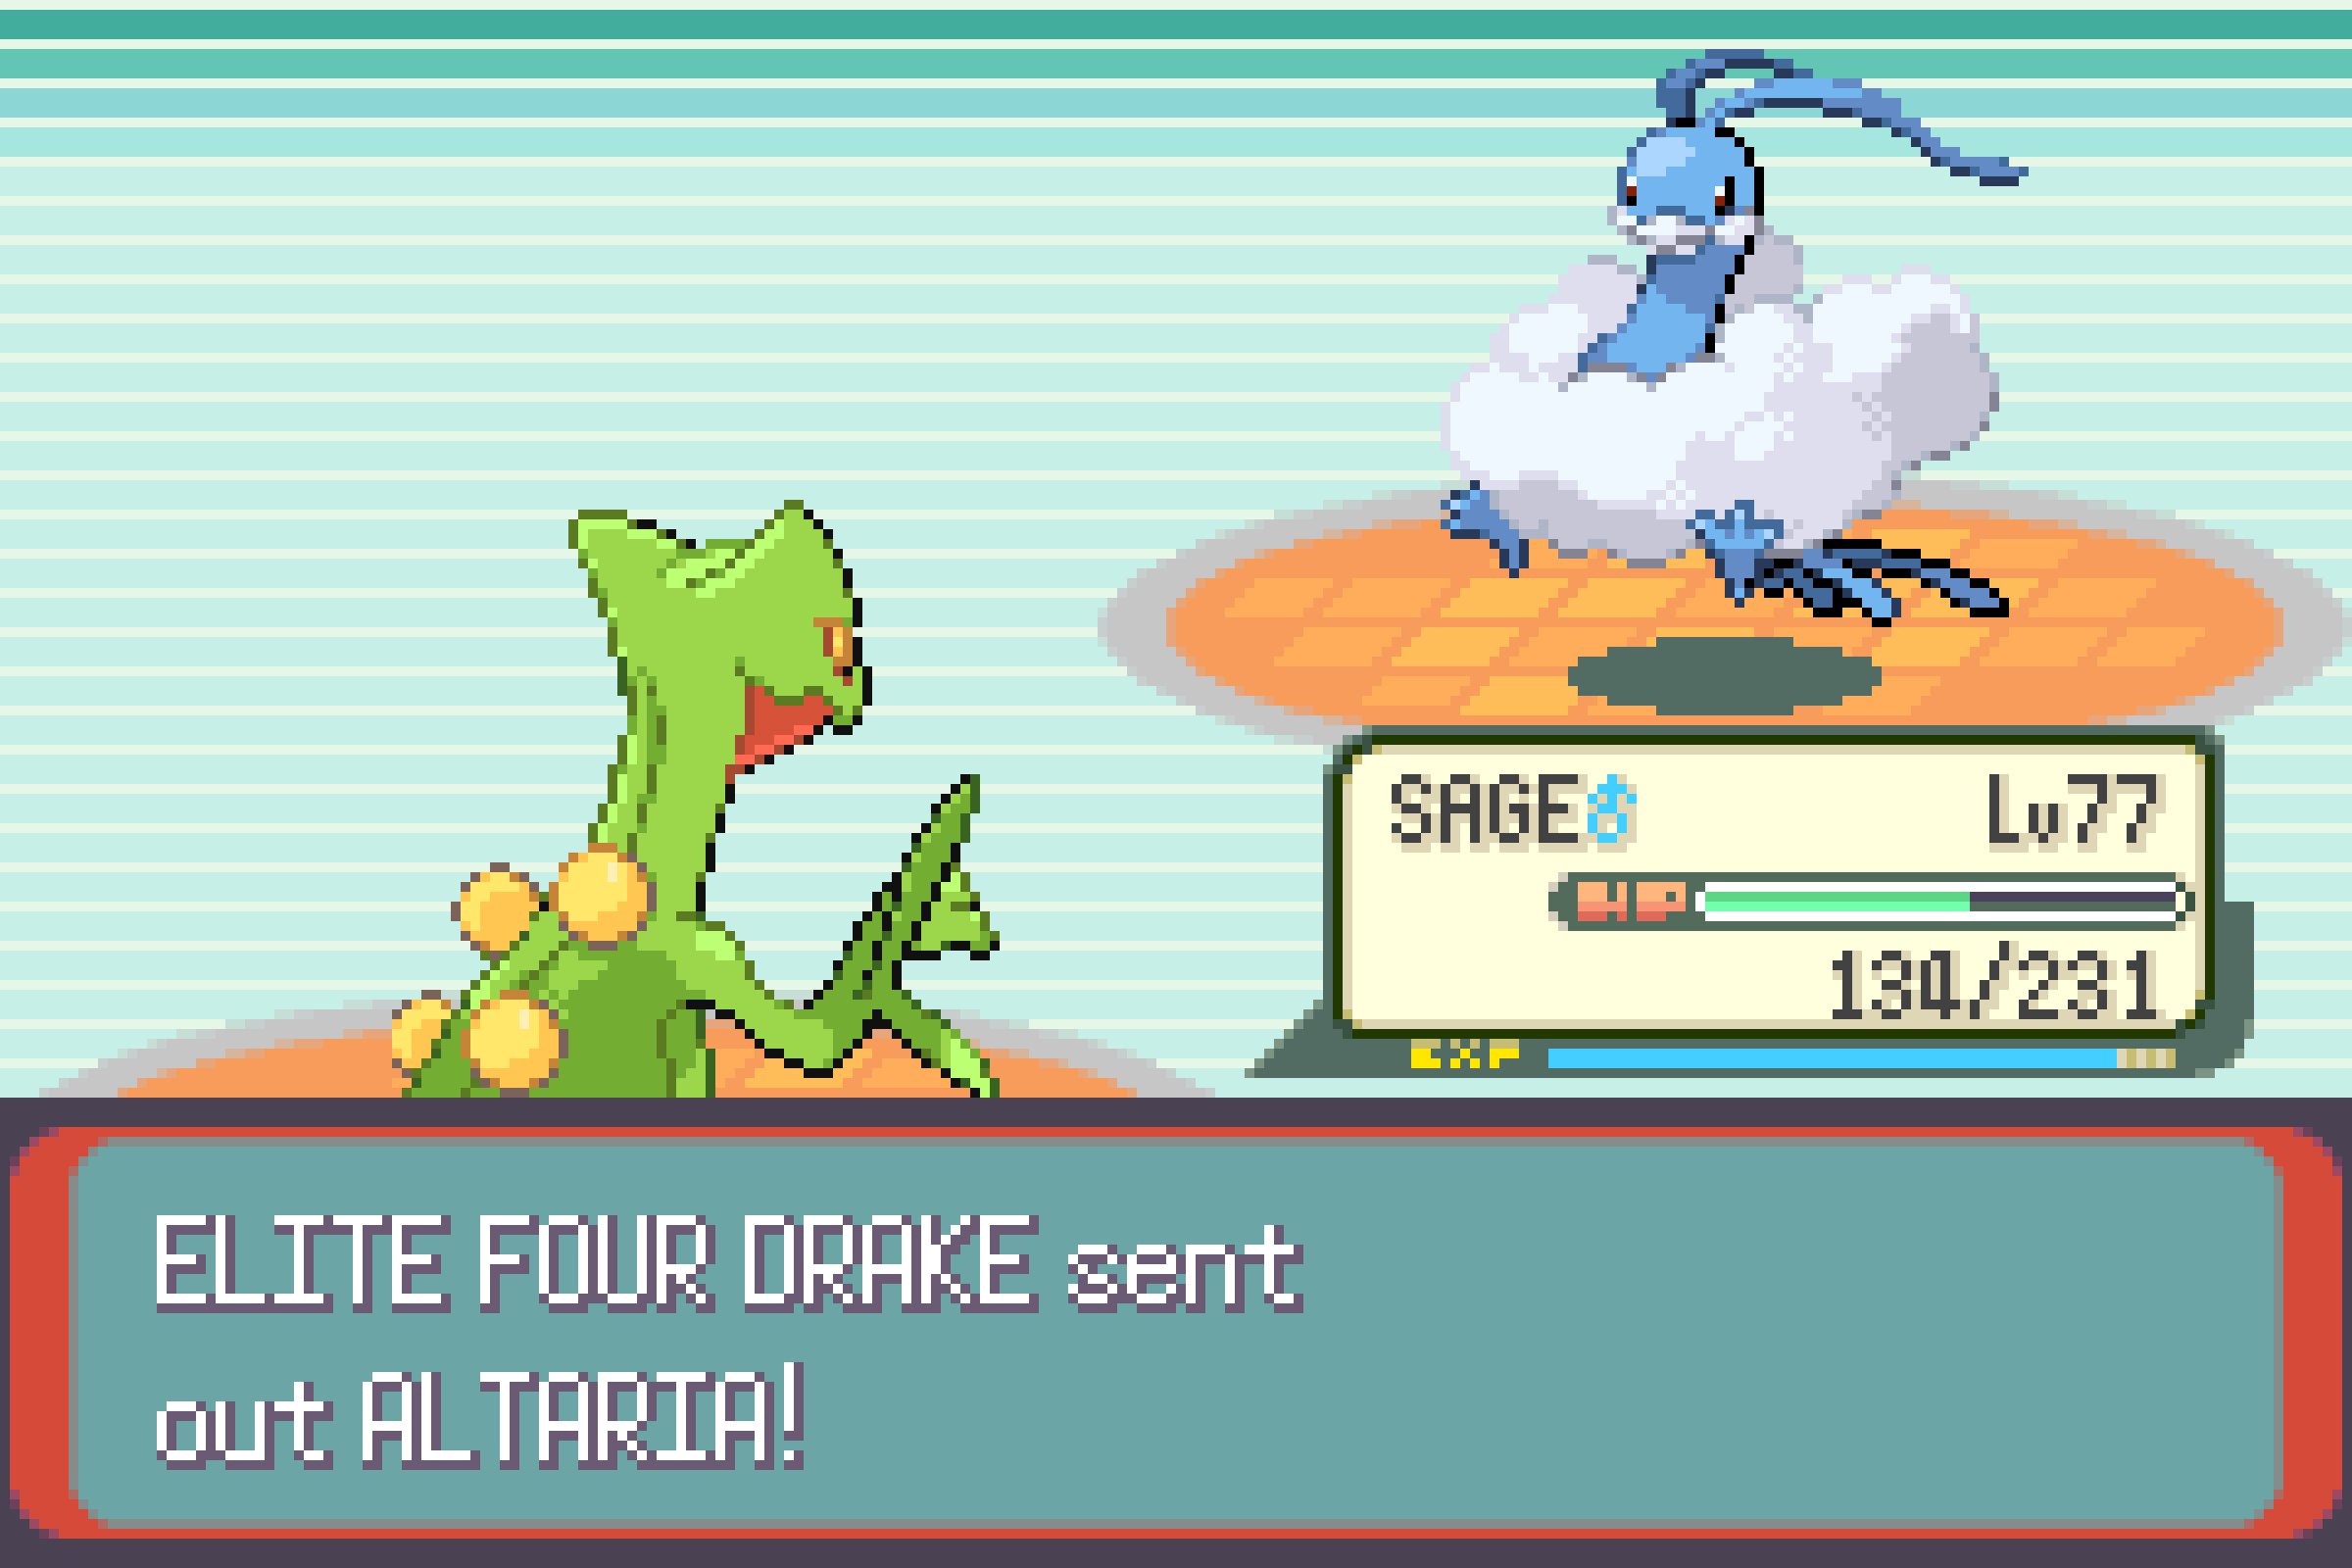 SAGE♂ Lv77
HP
134/231
EXP
ELITE FOUR DRAKE sent
out ALTARIA!